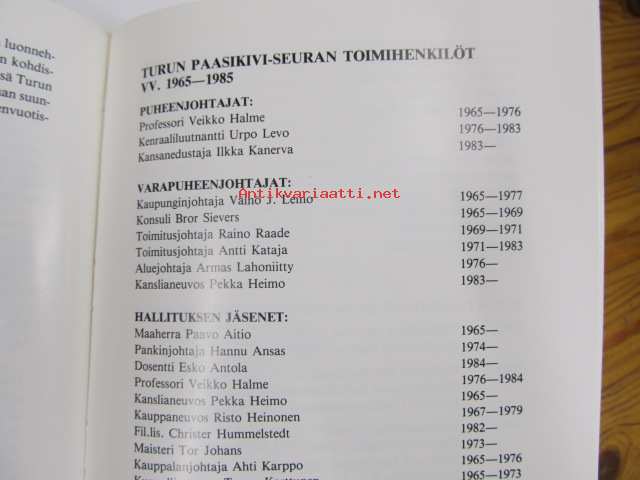 luonneh-
n kohdis-
sä Turun
an suun-
envuotis-
TURUN PAASIKIVI-SEURAN TOIMIHENKILÖT
VV. 1965—1985
PUHEENJOHTAJAT:
Professori Veikko Halme 1965—1976
Kenraaliluutnantti Urpo Levo 1976—1983
Kansanedustaja Ilkka Kanerva 1983—
VARAPUHEENJOHTAJAT:
Antikvariaatti.net
Kaupunginjohtaja Väinö J. Leino 1965—1977
Konsuli Bror Sievers 1965—1969
Toimitusjohtaja Raino Raade 1969—1971
Toimitusjohtaja Antti Kataja 1971—1983
Aluejohtaja Armas Lahoniitty 1976—
Kanslianeuvos Pekka Heimo 1983—
HALLITUKSEN JÄSENET:
Maaherra Paavo Aitio 1965—
Pankinjohtaja Hannu Ansas 1974—
Dosentti Esko Antola 1984—
Professori Veikko Halme 1976—1984
Kanslianeuvos Pekka Heimo 1965—
Kauppaneuvos Risto Heinonen 1967—1979
Fil.lis. Christer Hummelstedt 1982—
Maisteri Tor Johans 1973—
Kauppalanjohtaja Ahti Karppo 1965—1976
1965—1973